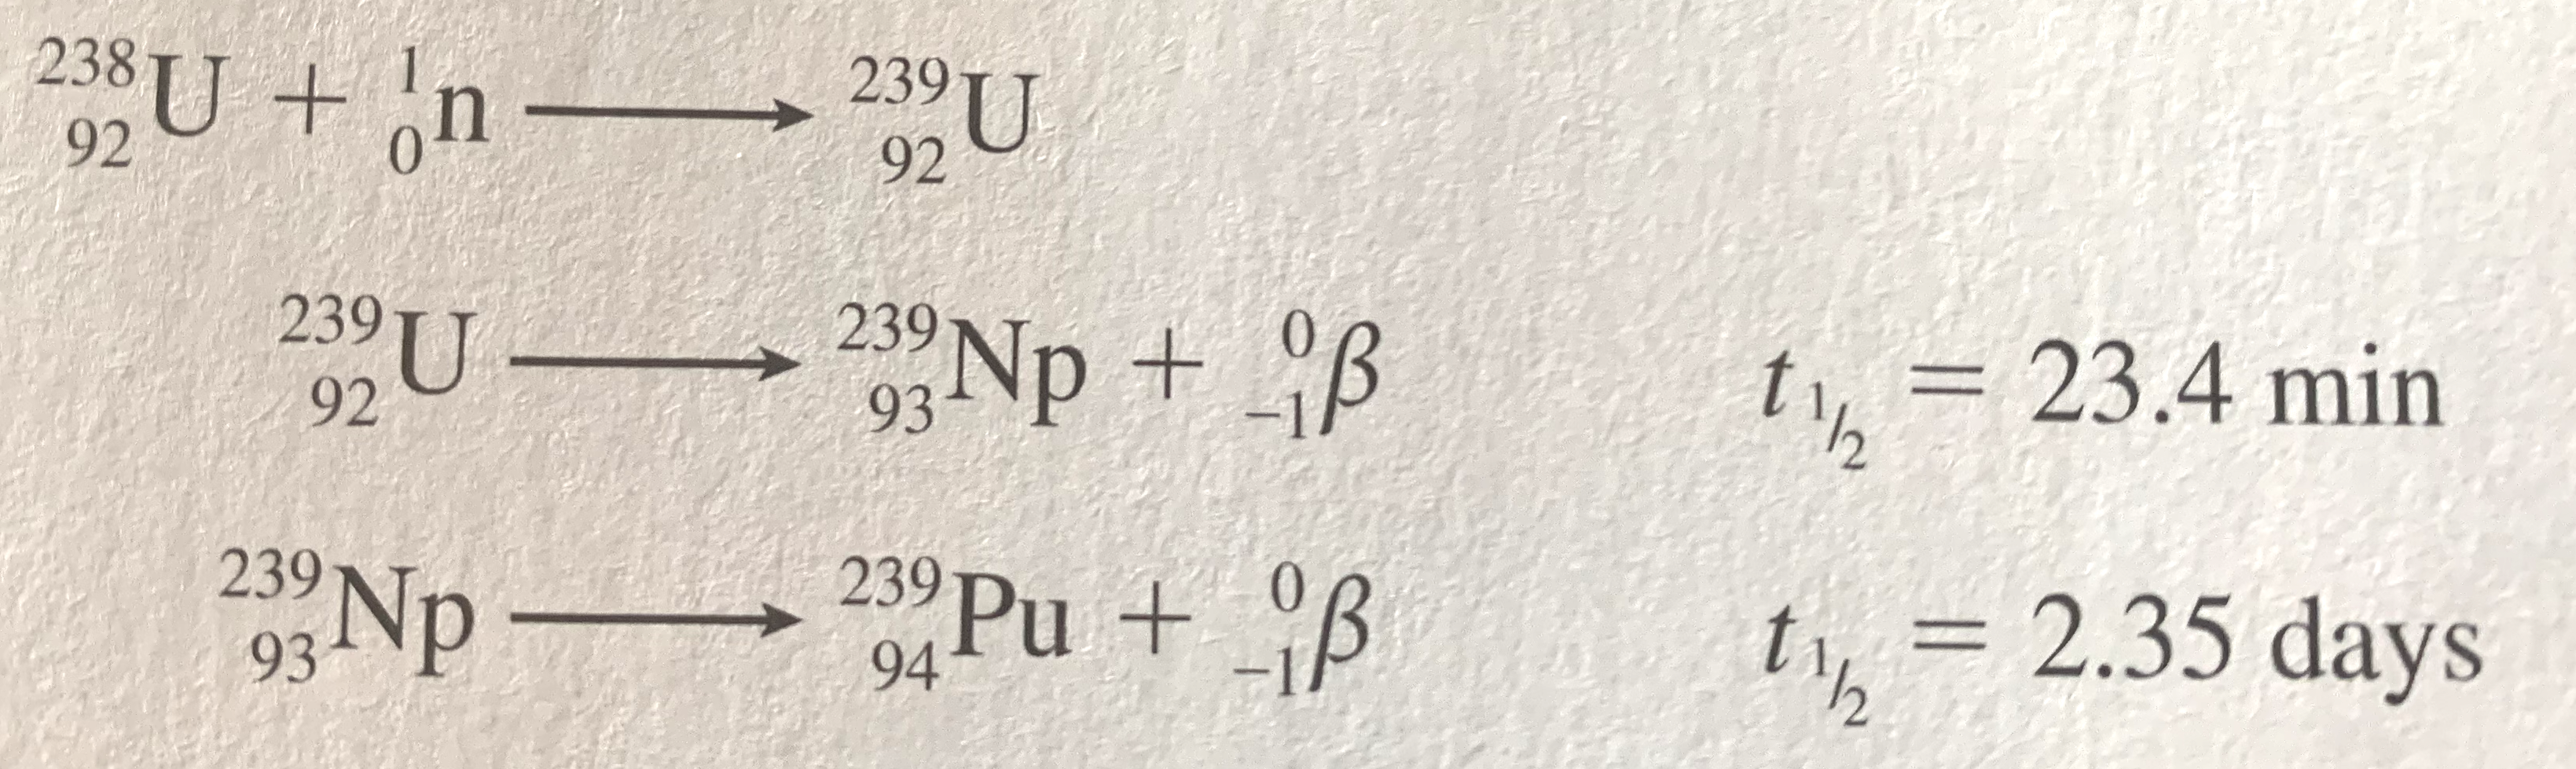 ²³⁸₉₂U + ¹₀n ⟶ ²³⁹₉₂U
²³⁹₉₂U ⟶ ²³⁹₉₃Np + ⁰₋₁β t₁/₂ = 23.4 min
²³⁹₉₃Np ⟶ ²³⁹₉₄Pu + ⁰₋₁β t₁/₂ = 2.35 days